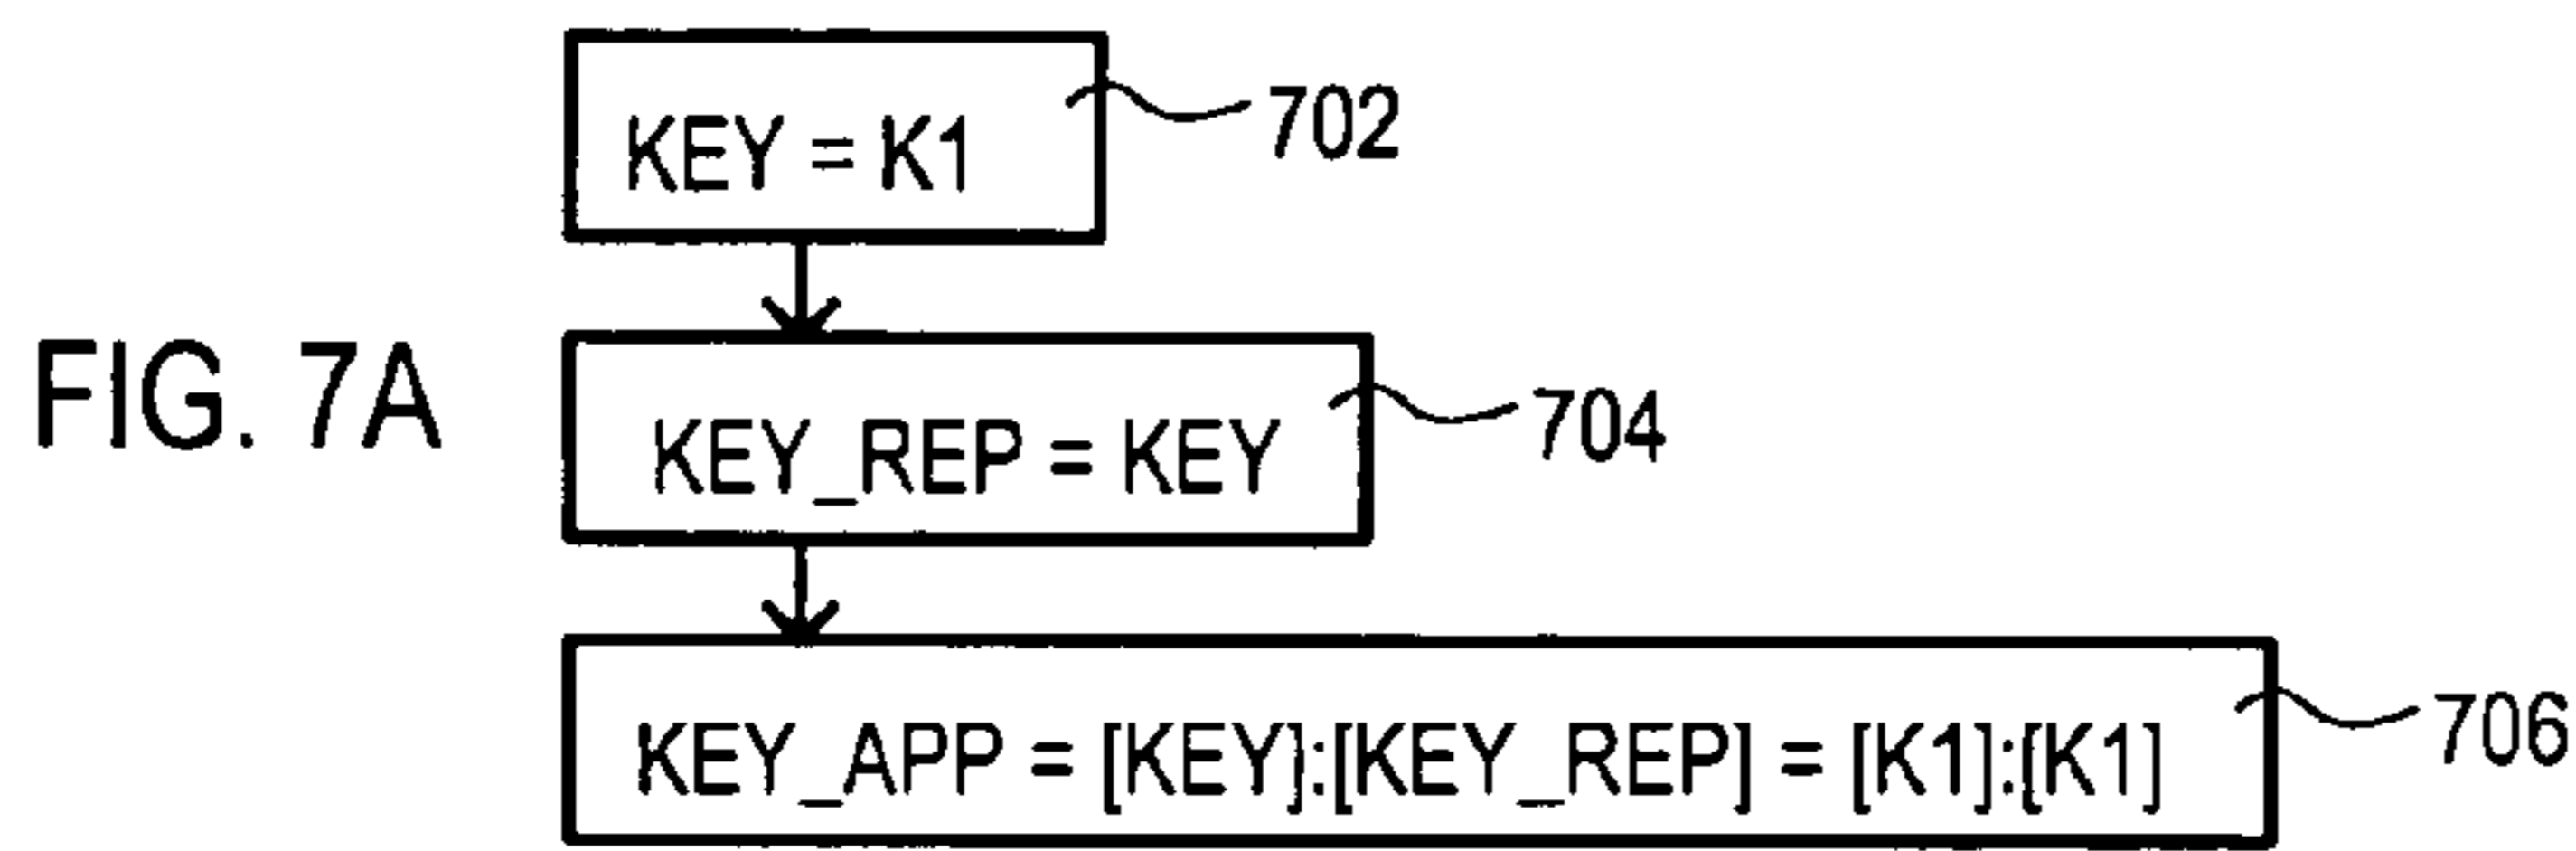 KEY = K1
702
FIG. 7A
KEY_REP = KEY
704
KEY_APP = [KEY]:[KEY_REP] = [K1]:[K1]
706